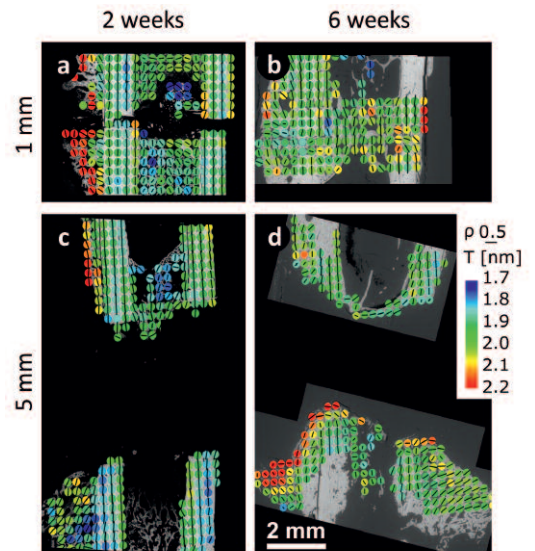 2 weeks
6 weeks
1 mm
a
b
5 mm
c
d
ρ 0.5
T [nm]
1.7
1.8
1.9
2.0
2.1
2.2
2 mm